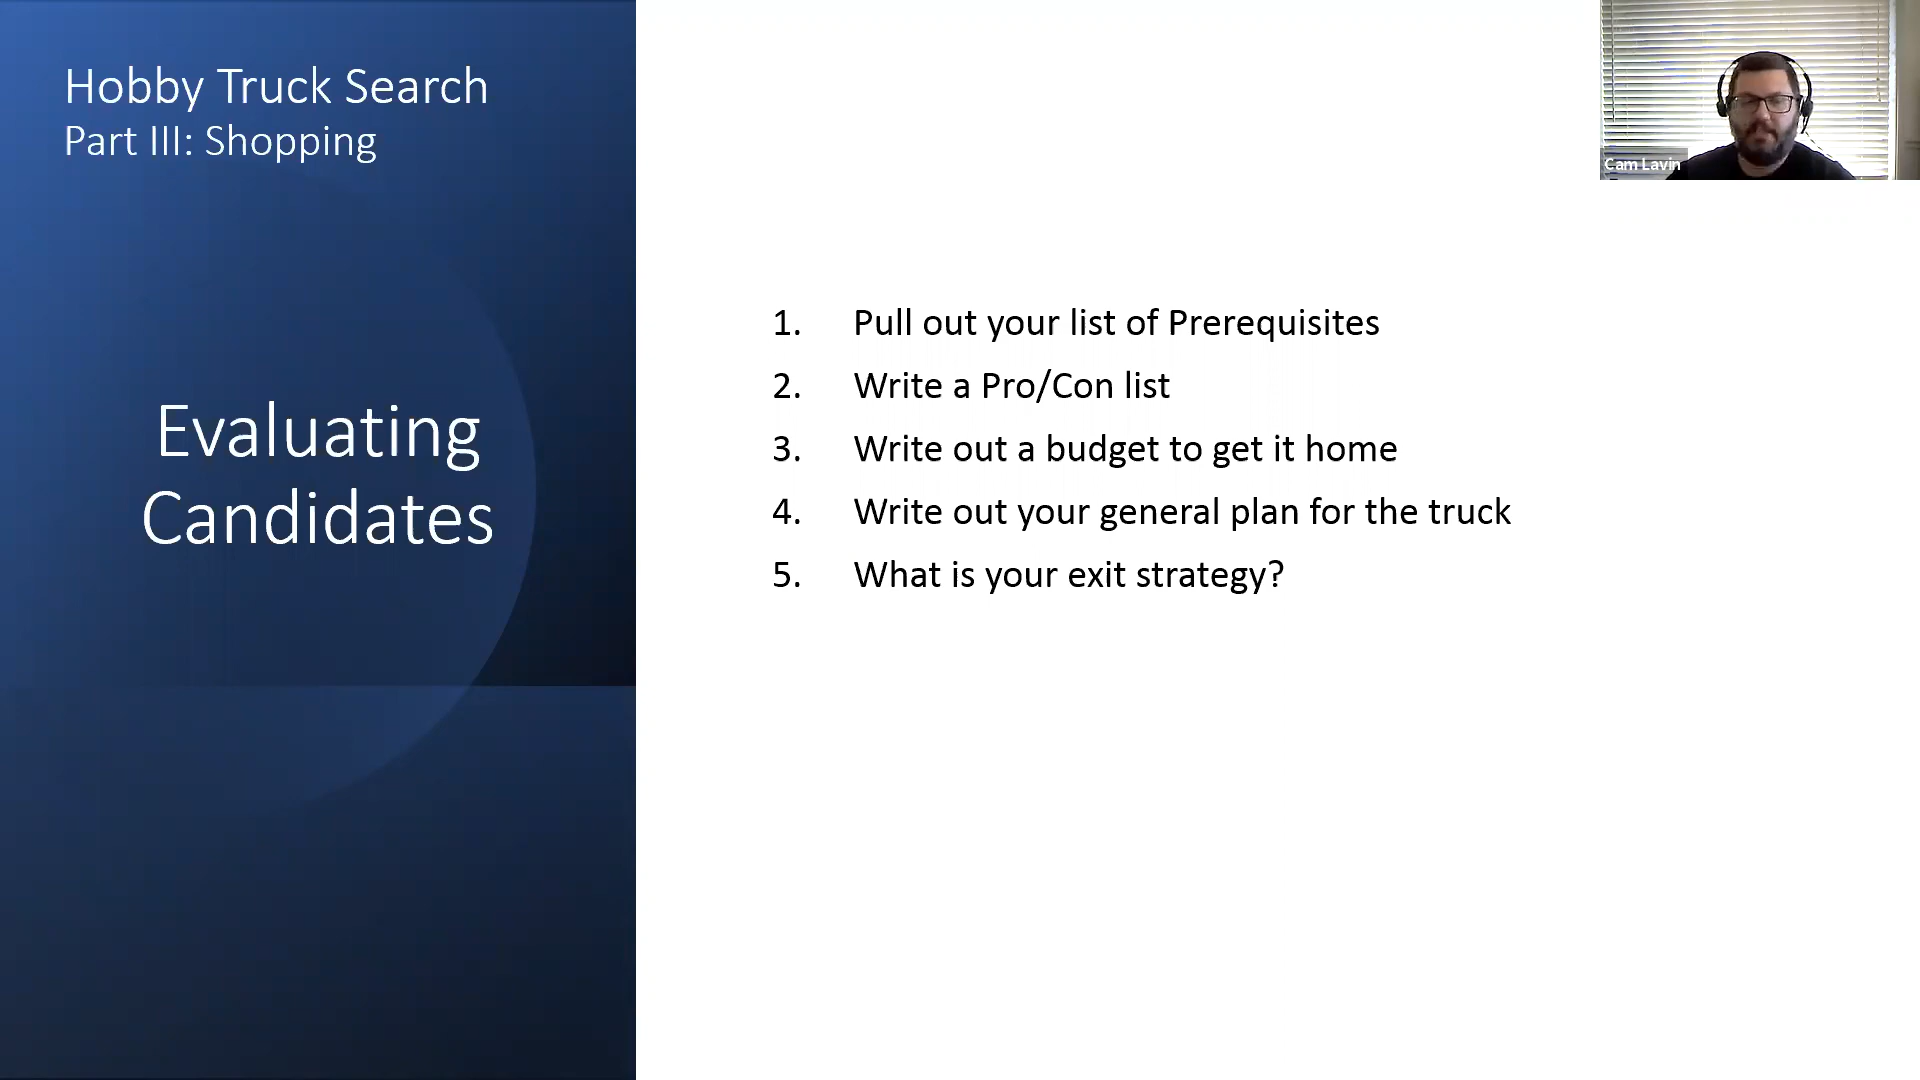 Hobby Truck Search
Part III: Shopping
Evaluating
Candidates
1. Pull out your list of Prerequisites
2. Write a Pro/Con list
3. Write out a budget to get it home
4. Write out your general plan for the truck
5. What is your exit strategy?
Cam Lavin